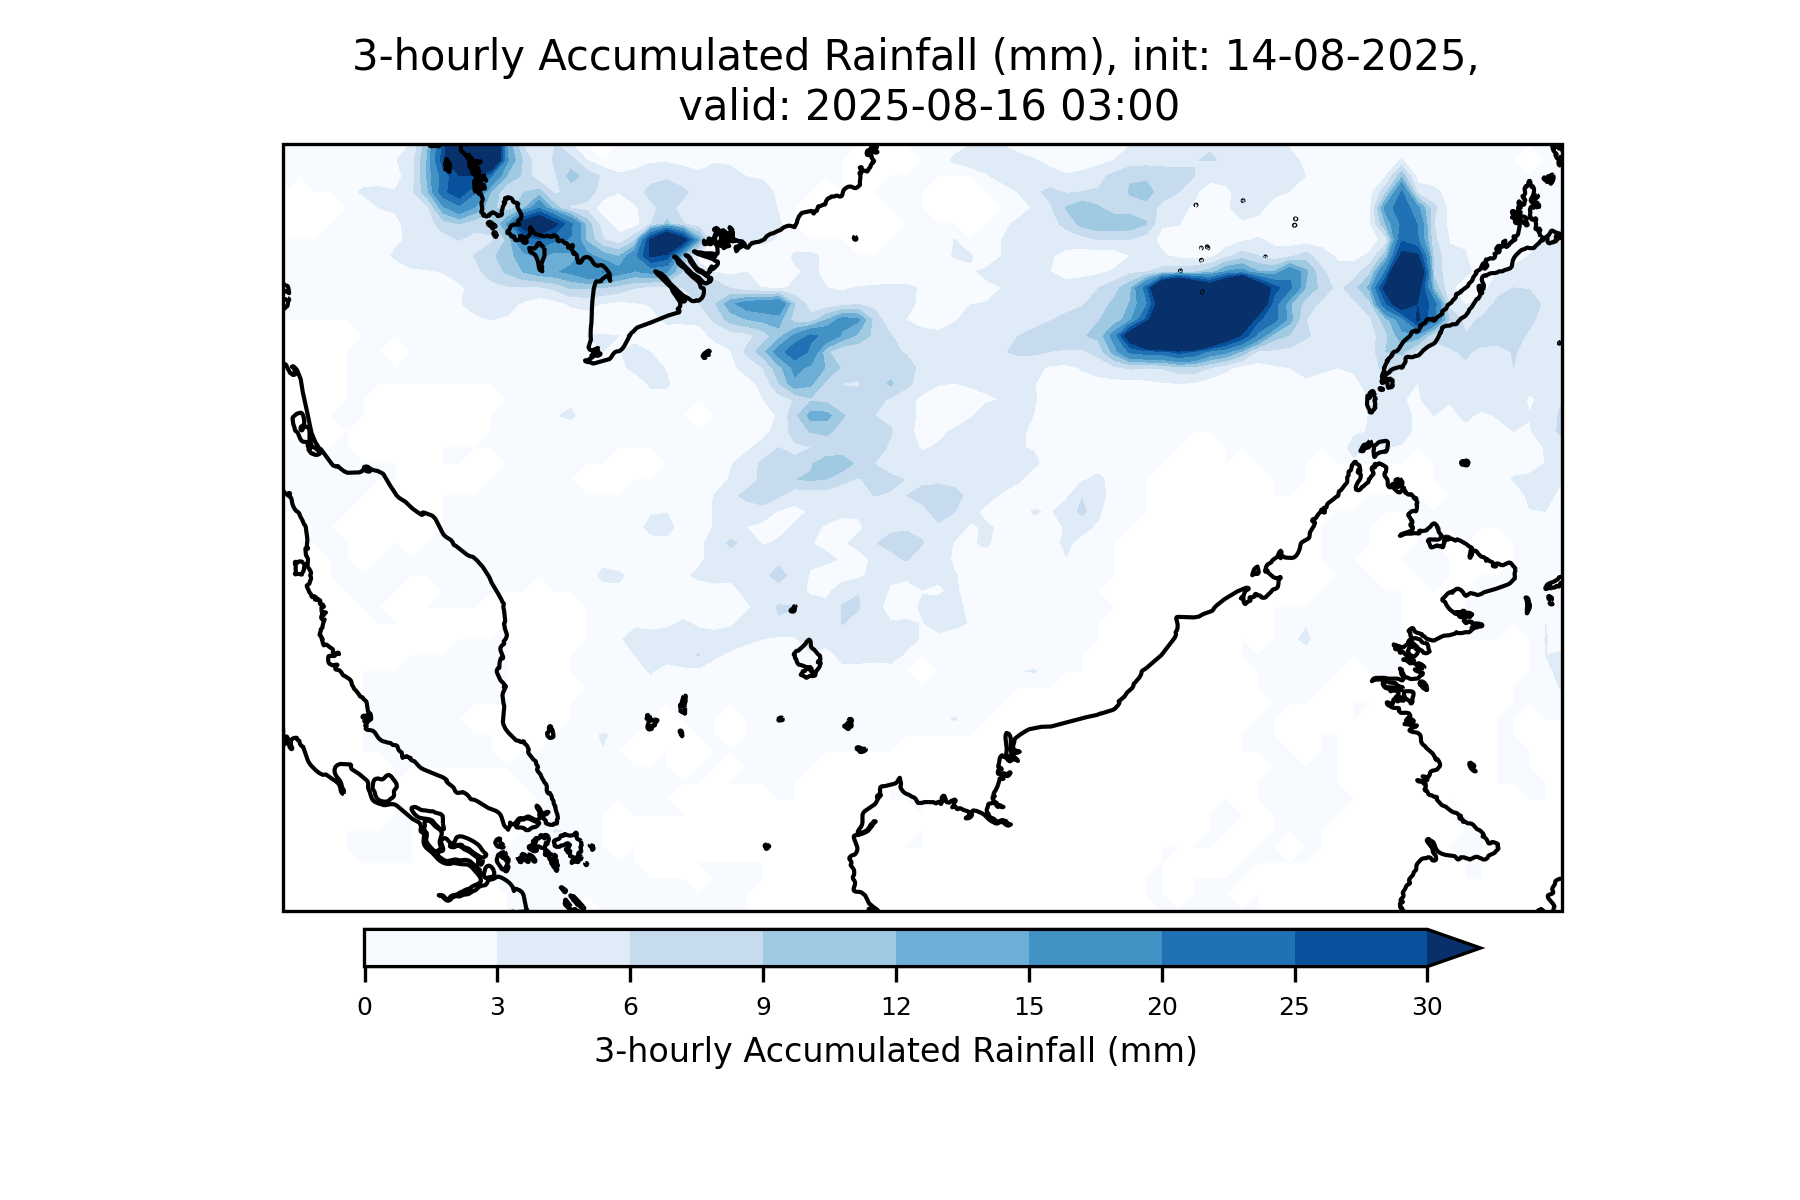 3-hourly Accumulated Rainfall (mm), init: 14-08-2025,
valid: 2025-08-16 03:00
0 3 6 9 12 15 20 25 30
3-hourly Accumulated Rainfall (mm)